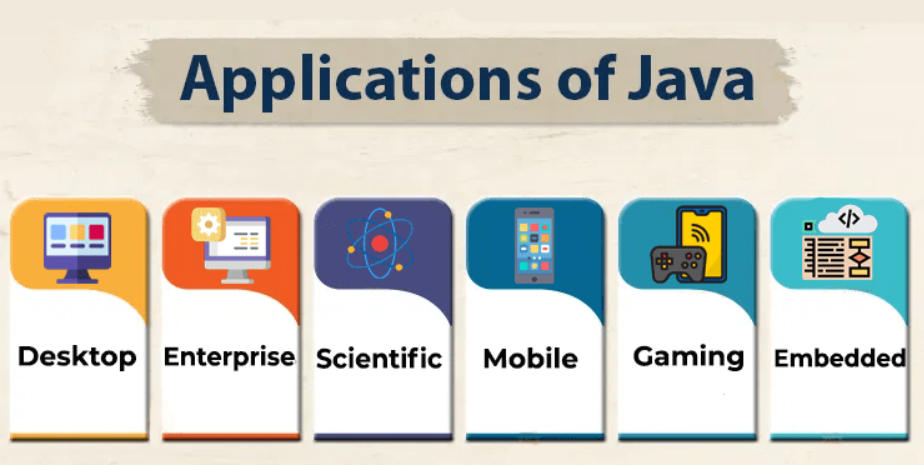 Applications of Java
Desktop
Enterprise
Scientific
Mobile
Gaming
Embedded